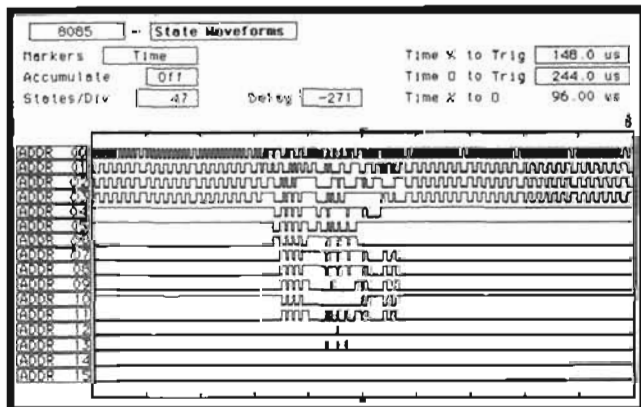 8085 - State Waveforms
Markers Time Time X to Trig 148.0 us
Accumulate Off Time O to Trig 244.0 us
States/Div 47 Delay -271 Time X to O 96.00 us
ADDR
ADDR
ADDR
ADDR
ADDR
ADDR
ADDR
ADDR 07
ADDR 08
ADDR 09
ADDR 10
ADDR 11
ADDR 12
ADDR 13
ADDR 14
ADDR 15